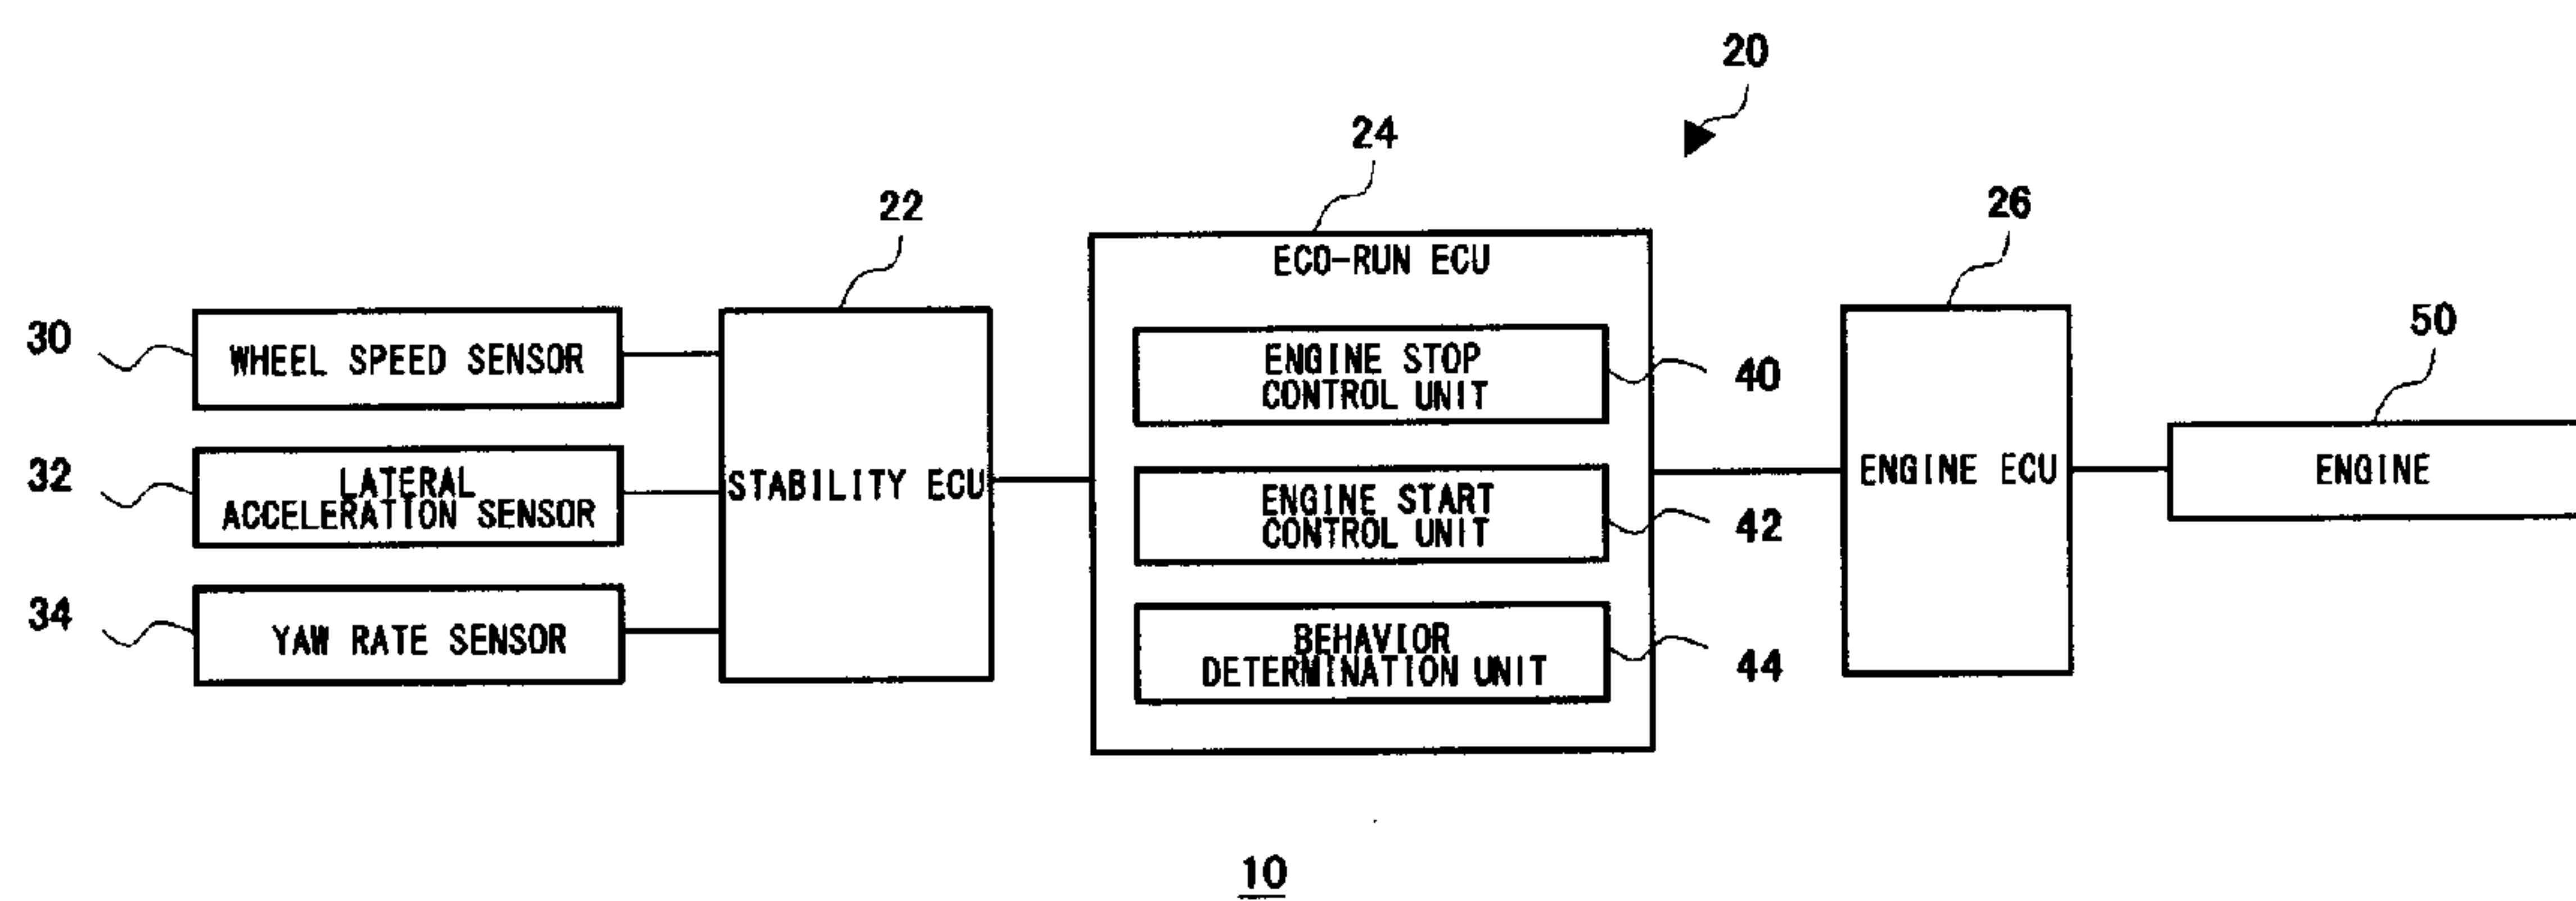 20
24
22
26
ECO-RUN ECU
50
30
WHEEL SPEED SENSOR
ENGINE STOP
CONTROL UNIT
40
32
LATERAL
ACCELERATION SENSOR
STABILITY ECU
ENGINE START
CONTROL UNIT
42
ENGINE ECU
ENGINE
34
YAW RATE SENSOR
BEHAVIOR
DETERMINATION UNIT
44
10